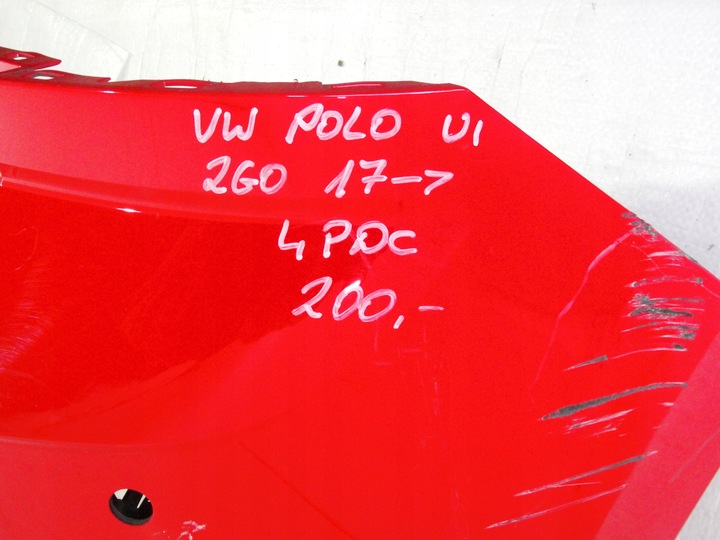 VW POLO VI
2G0 17->
4 PDC
200,-